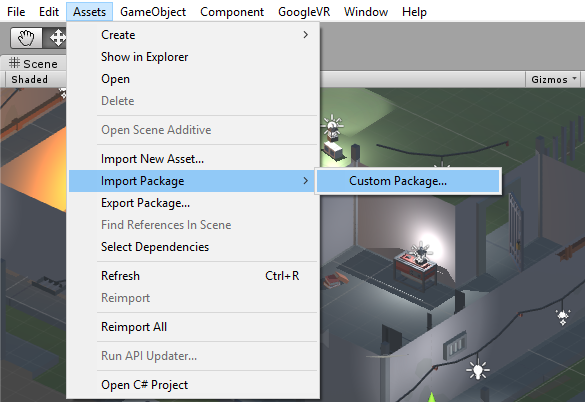 File Edit Assets GameObject Component GoogleVR Window Help
Scene
Shaded
Gizmos
Create
Show in Explorer
Open
Delete
Open Scene Additive
Import New Asset...
Import Package
Custom Package...
Export Package...
Find References In Scene
Select Dependencies
Refresh Ctrl+R
Reimport
Reimport All
Run API Updater...
Open C# Project